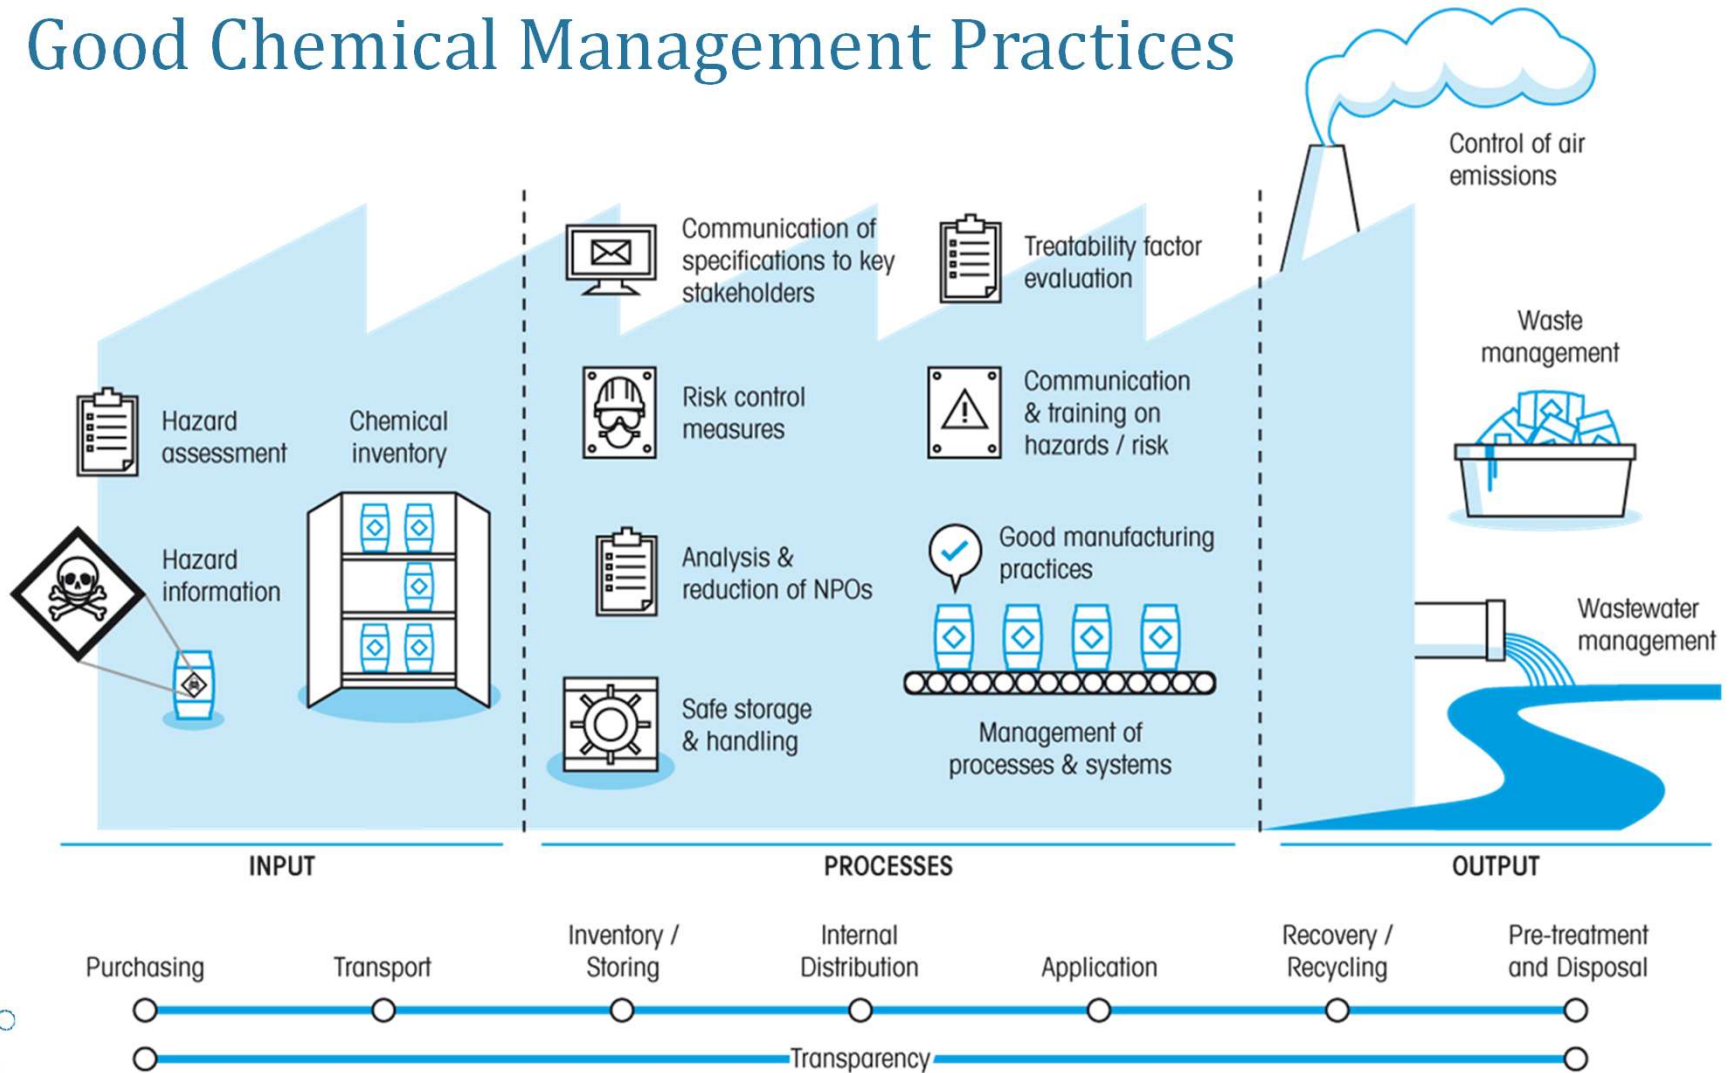 Good Chemical Management Practices
Control of air
emissions
Communication of
specifications to key
stakeholders
Treatability factor
evaluation
Waste
management
Hazard
assessment
Chemical
inventory
Risk control
measures
Communication
& training on
hazards / risk
Hazard
information
Analysis &
reduction of NPOs
Good manufacturing
practices
Wastewater
management
Safe storage
& handling
Management of
processes & systems
INPUT
PROCESSES
OUTPUT
Purchasing
Transport
Inventory /
Storing
Internal
Distribution
Application
Recovery /
Recycling
Pre-treatment
and Disposal
Transparency